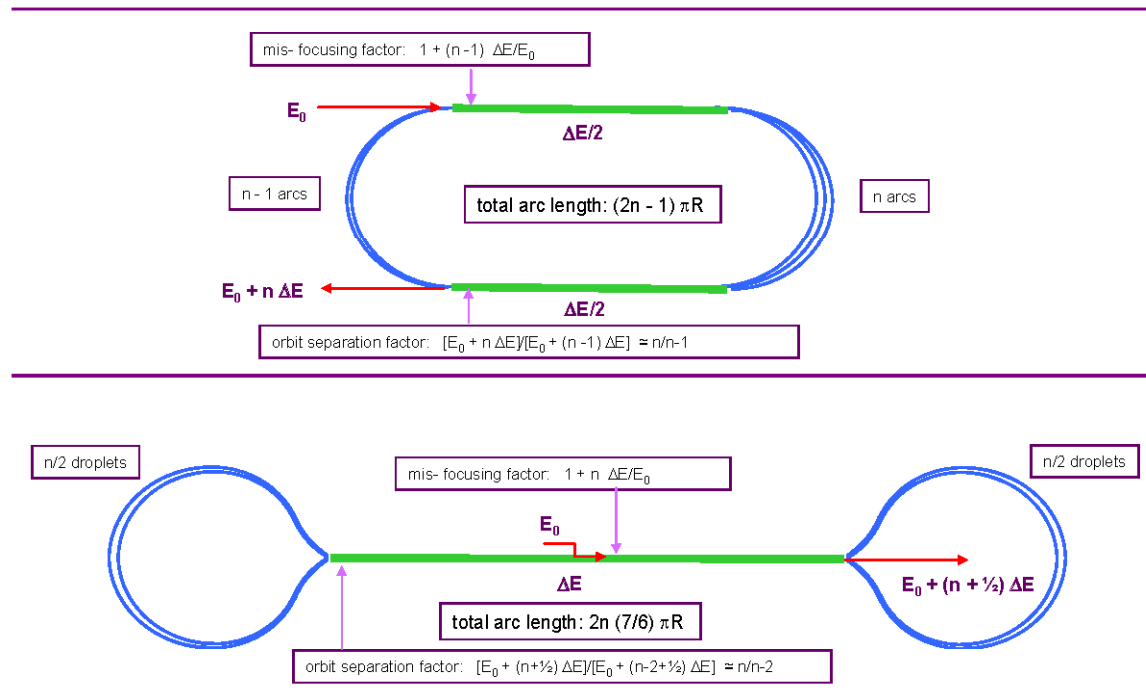 mis- focusing factor: 1 + (n -1) ΔE/E₀
E₀
ΔE/2
n - 1 arcs
total arc length: (2n - 1) πR
n arcs
E₀ + n ΔE
ΔE/2
orbit separation factor: [E₀ + n ΔE]/[E₀ + (n -1) ΔE] ≃ n/n-1
n/2 droplets
n/2 droplets
mis- focusing factor: 1 + n ΔE/E₀
E₀
ΔE
E₀ + (n + ½) ΔE
total arc length: 2n (7/6) πR
orbit separation factor: [E₀ + (n+½) ΔE]/[E₀ + (n-2+½) ΔE] ≃ n/n-2